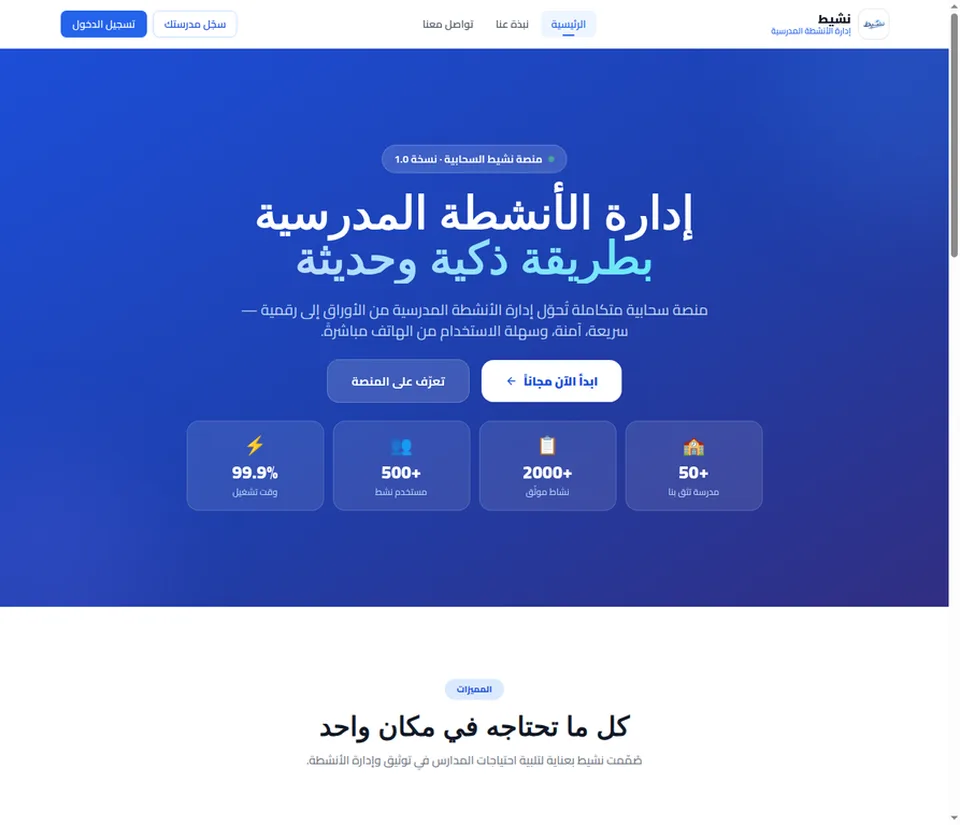 نشيط
إدارة الأنشطة المدرسية
الرئيسية
نبذة عنا
تواصل معنا
سجّل مدرستك
تسجيل الدخول
منصة نشيط السحابية · نسخة 1.0
إدارة الأنشطة المدرسية
بطريقة ذكية وحديثة
منصة سحابية متكاملة تُحوّل إدارة الأنشطة المدرسية من الأوراق إلى رقمية —
سريعة، آمنة، وسهلة الاستخدام من الهاتف مباشرةً.
ابدأ الآن مجاناً ←
تعرّف على المنصة
50+
مدرسة تثق بنا
2000+
نشاط موثّق
500+
مستخدم نشط
99.9%
وقت تشغيل
المميزات
كل ما تحتاجه في مكان واحد
صُمّمت نشيط بعناية لتلبية احتياجات المدارس في توثيق وإدارة الأنشطة.